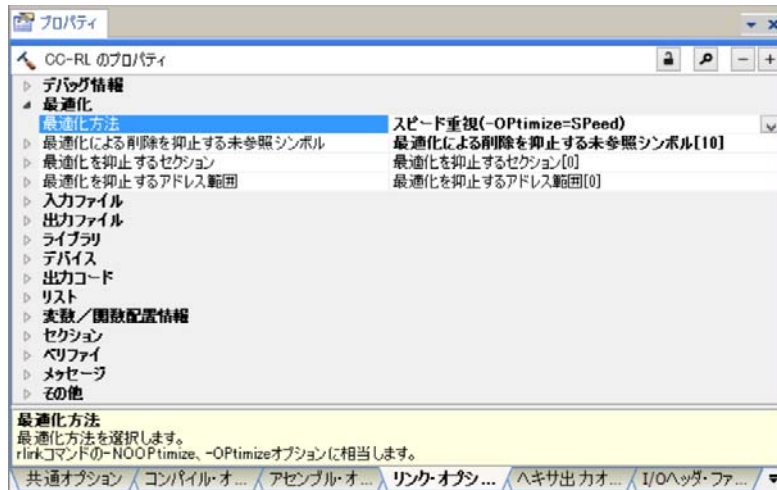 プロパティ
CC-RL のプロパティ
デバッグ情報
最適化
最適化方法 スピード重視(-OPtimize=SPeed)
最適化による削除を抑止する未参照シンボル 最適化による削除を抑止する未参照シンボル[10]
最適化を抑止するセクション 最適化を抑止するセクション[0]
最適化を抑止するアドレス範囲 最適化を抑止するアドレス範囲[0]
入力ファイル
出力ファイル
ライブラリ
デバイス
出力コード
リスト
変数／関数配置情報
セクション
ベリファイ
メッセージ
その他
最適化方法
最適化方法を選択します。
rlinkコマンドの-NOOPtimize、-OPtimizeオプションに相当します。
共通オプション コンパイル・オ... アセンブル・オ... リンク・オプシ... ヘキサ出力オ... I/Oヘッダ・ファ...